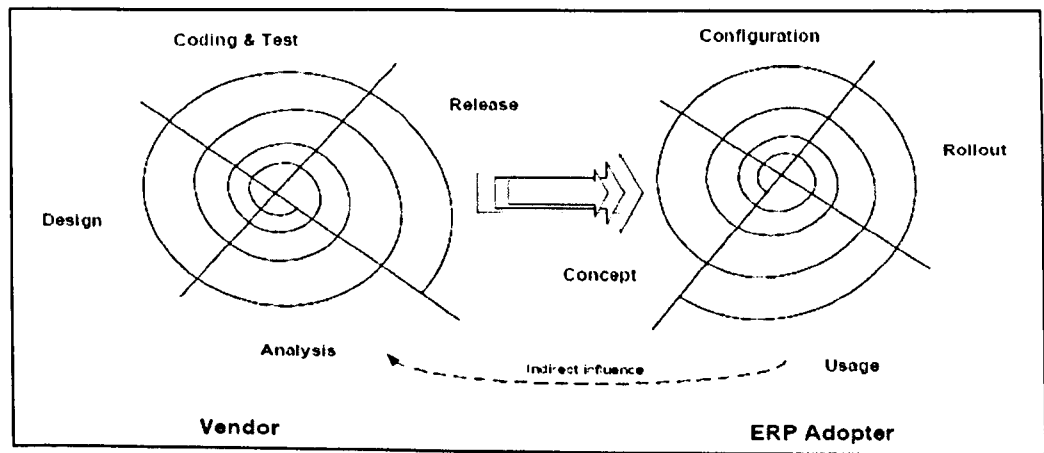 Coding & Test
Configuration
Release
Rollout
Design
Concept
Analysis
Indirect influence
Usage
Vendor
ERP Adopter